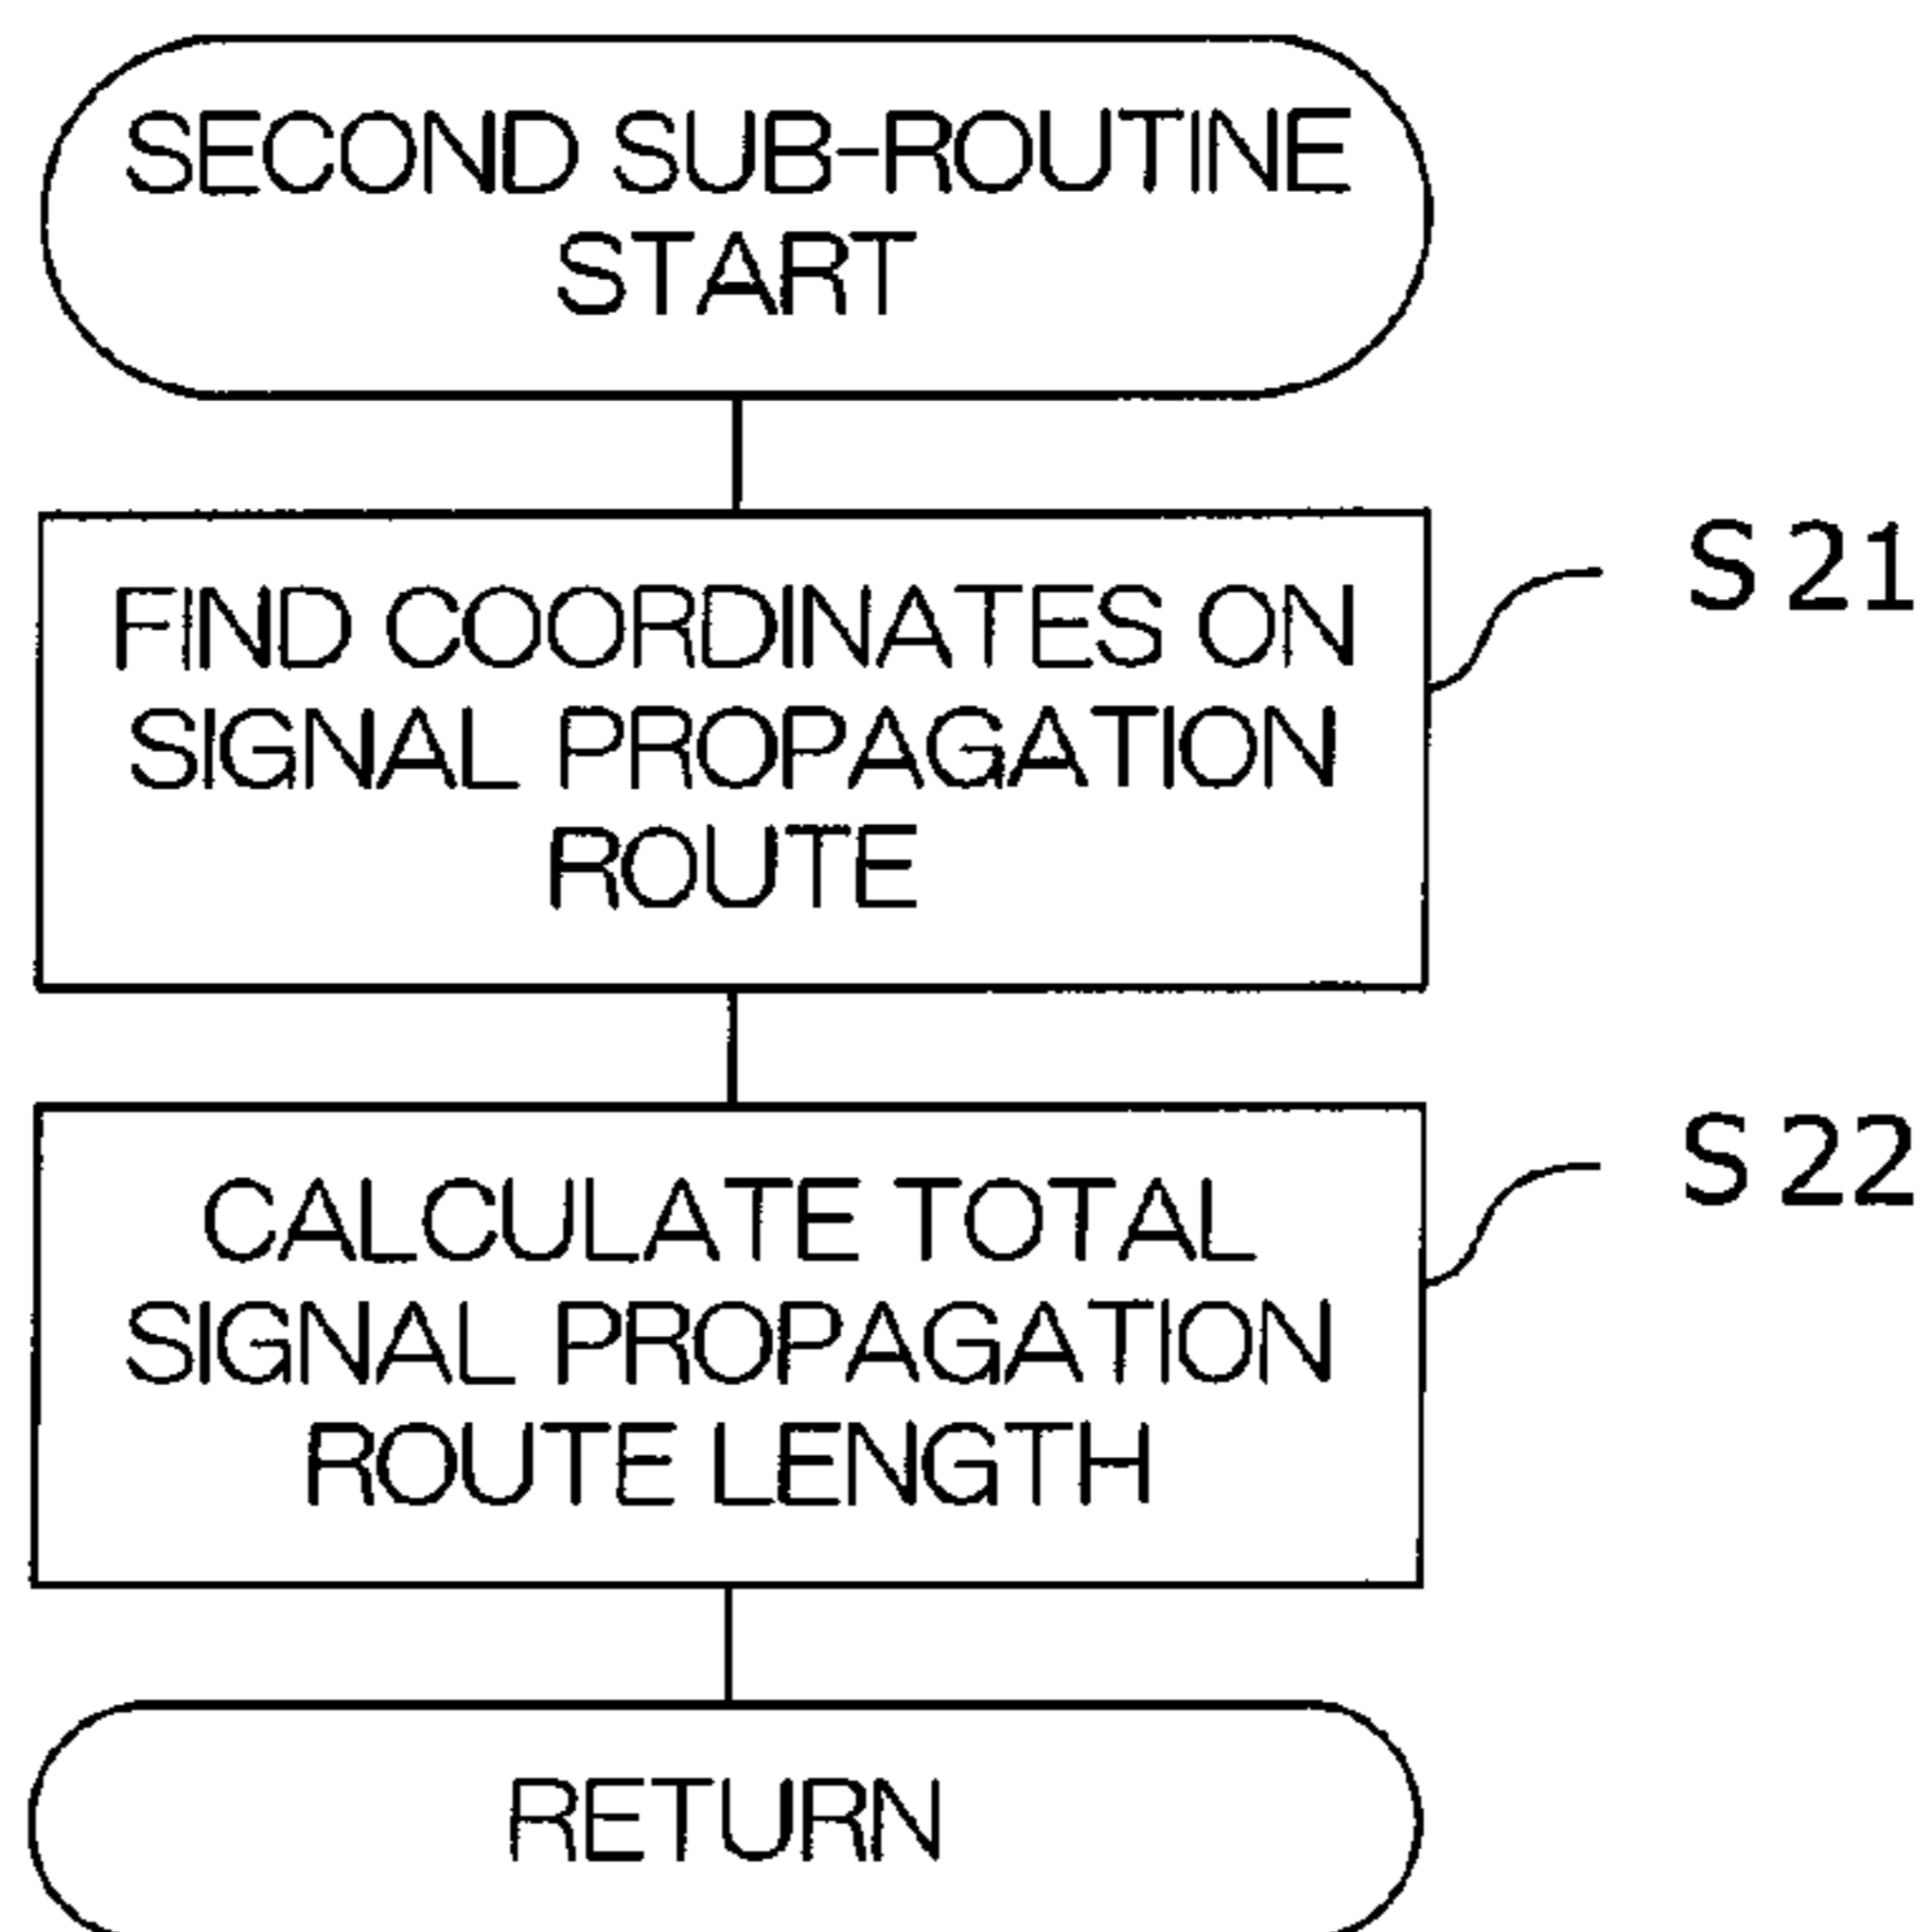 SECOND SUB-ROUTINE
START
FIND COORDINATES ON
SIGNAL PROPAGATION
ROUTE
S21
CALCULATE TOTAL
SIGNAL PROPAGATION
ROUTE LENGTH
S22
RETURN